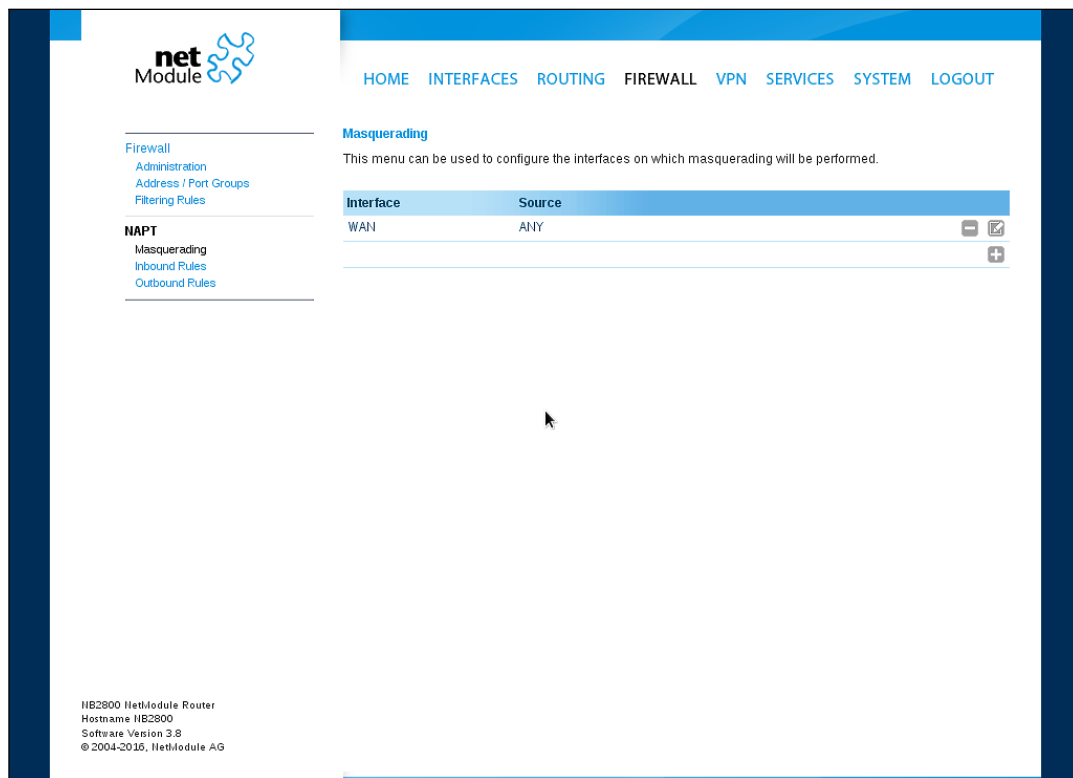 net
Module
HOME INTERFACES ROUTING FIREWALL VPN SERVICES SYSTEM LOGOUT
Firewall
Administration
Address / Port Groups
Filtering Rules
NAPT
Masquerading
Inbound Rules
Outbound Rules
Masquerading
This menu can be used to configure the interfaces on which masquerading will be performed.
Interface Source
WAN ANY
NB2800 NetModule Router
Hostname NB2800
Software Version 3.8
© 2004-2016, NetModule AG